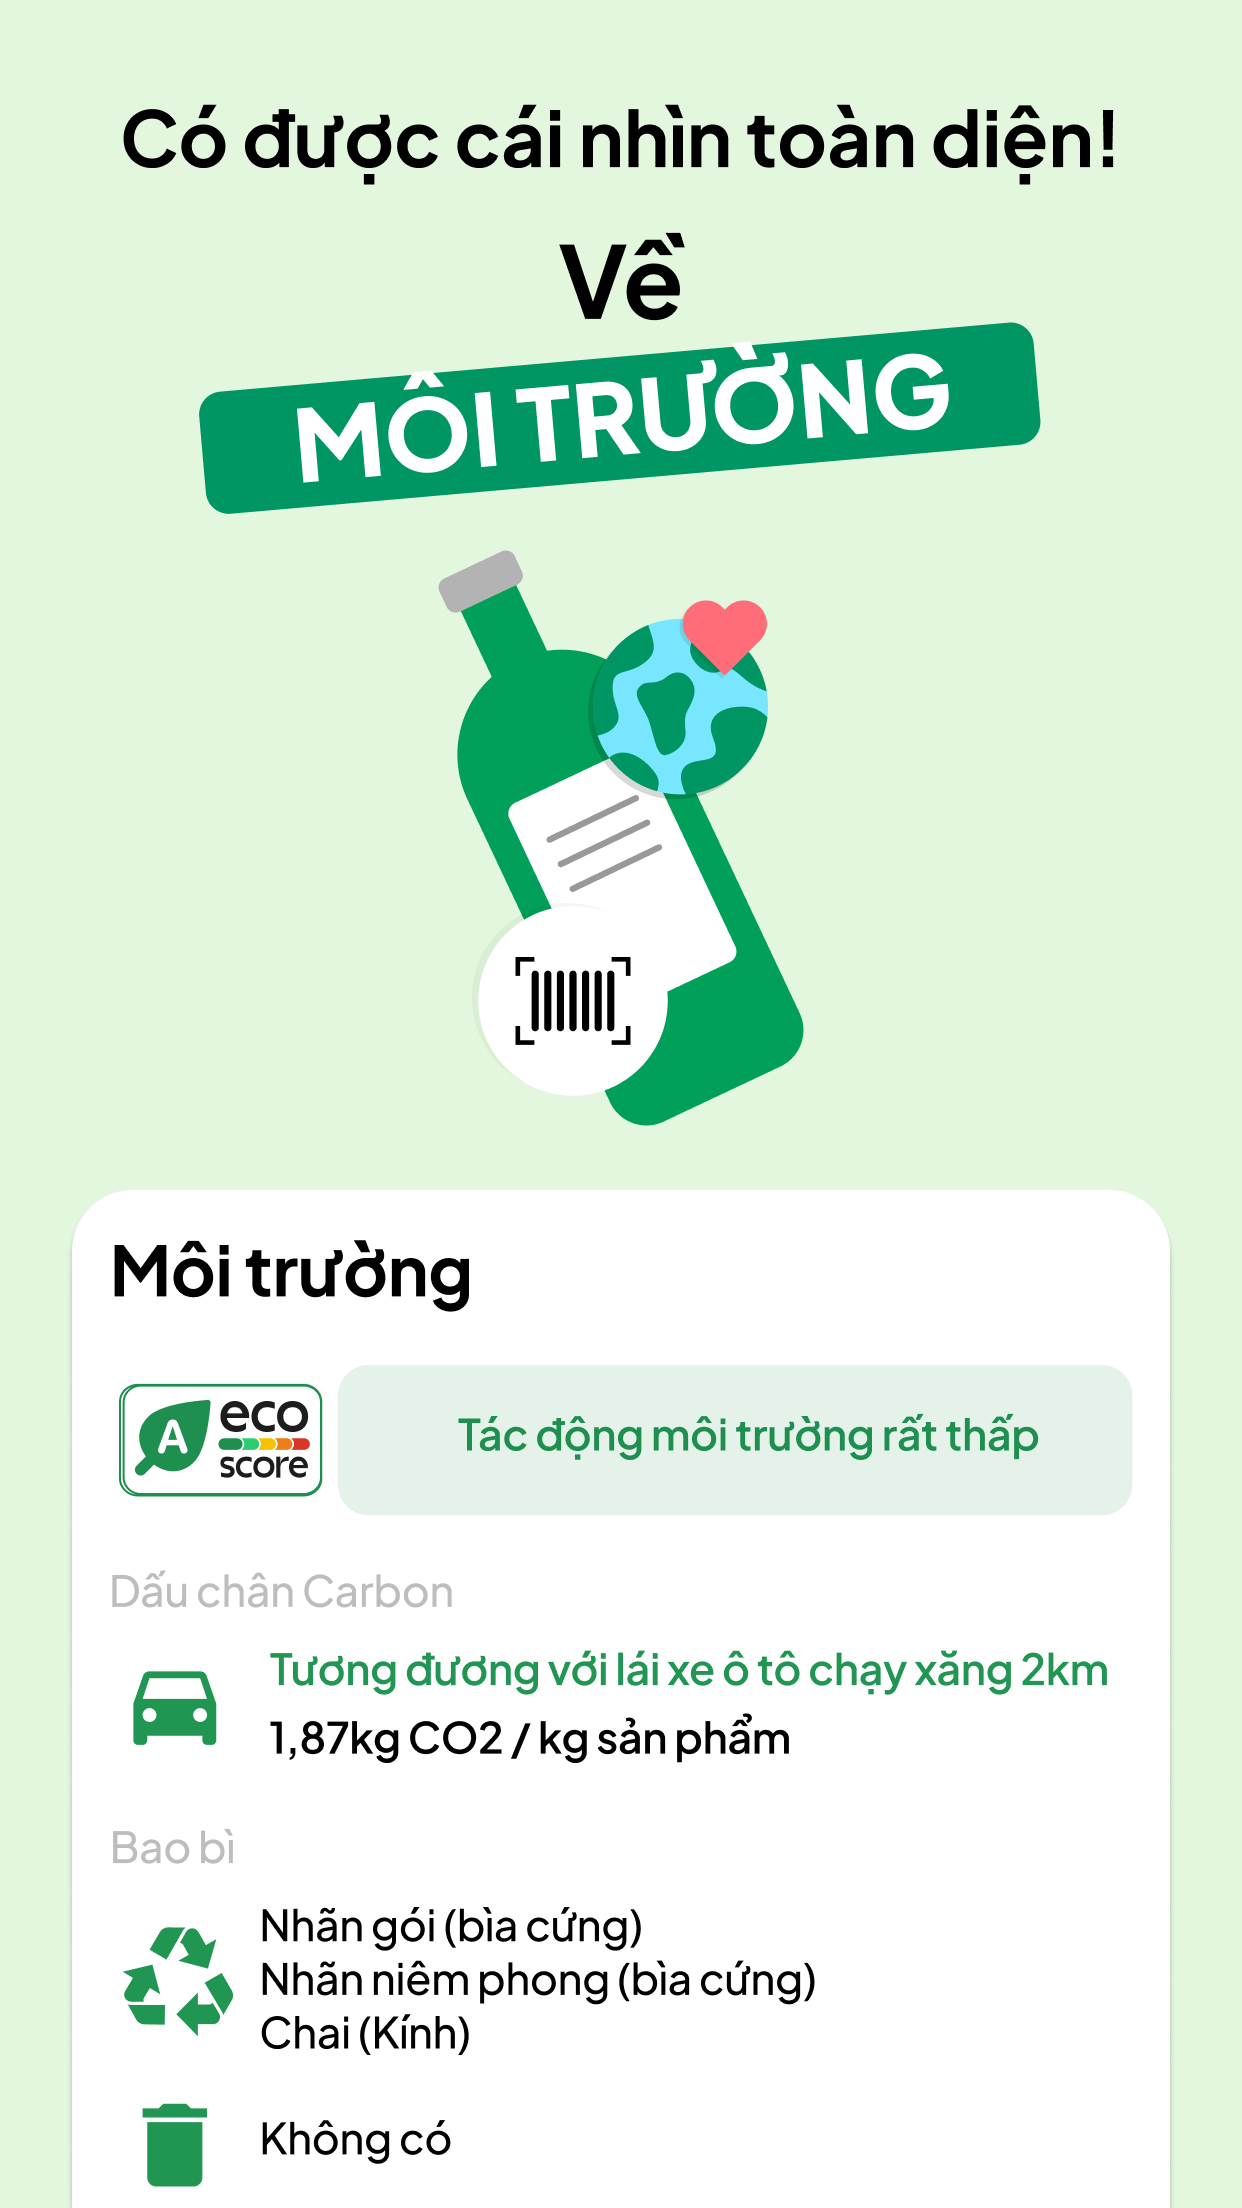 Có được cái nhìn toàn diện!
Về
MÔI TRƯỜNG
Môi trường
A
eco
score
Tác động môi trường rất thấp
Dấu chân Carbon
Tương đương với lái xe ô tô chạy xăng 2km
1,87kg CO2 / kg sản phẩm
Bao bì
Nhãn gói (bìa cứng)
Nhãn niêm phong (bìa cứng)
Chai (Kính)
Không có